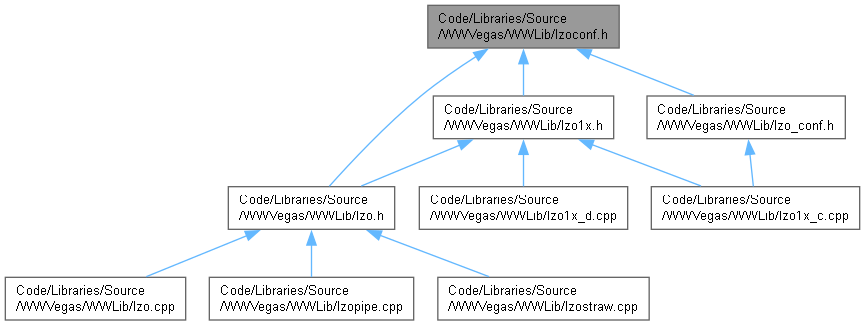 Code/Libraries/Source
/WWVegas/WWLib/lzoconf.h
Code/Libraries/Source
/WWVegas/WWLib/lzo1x.h
Code/Libraries/Source
/WWVegas/WWLib/lzo_conf.h
Code/Libraries/Source
/WWVegas/WWLib/lzo.h
Code/Libraries/Source
/WWVegas/WWLib/lzo1x_d.cpp
Code/Libraries/Source
/WWVegas/WWLib/lzo1x_c.cpp
Code/Libraries/Source
/WWVegas/WWLib/lzo.cpp
Code/Libraries/Source
/WWVegas/WWLib/lzopipe.cpp
Code/Libraries/Source
/WWVegas/WWLib/lzostraw.cpp